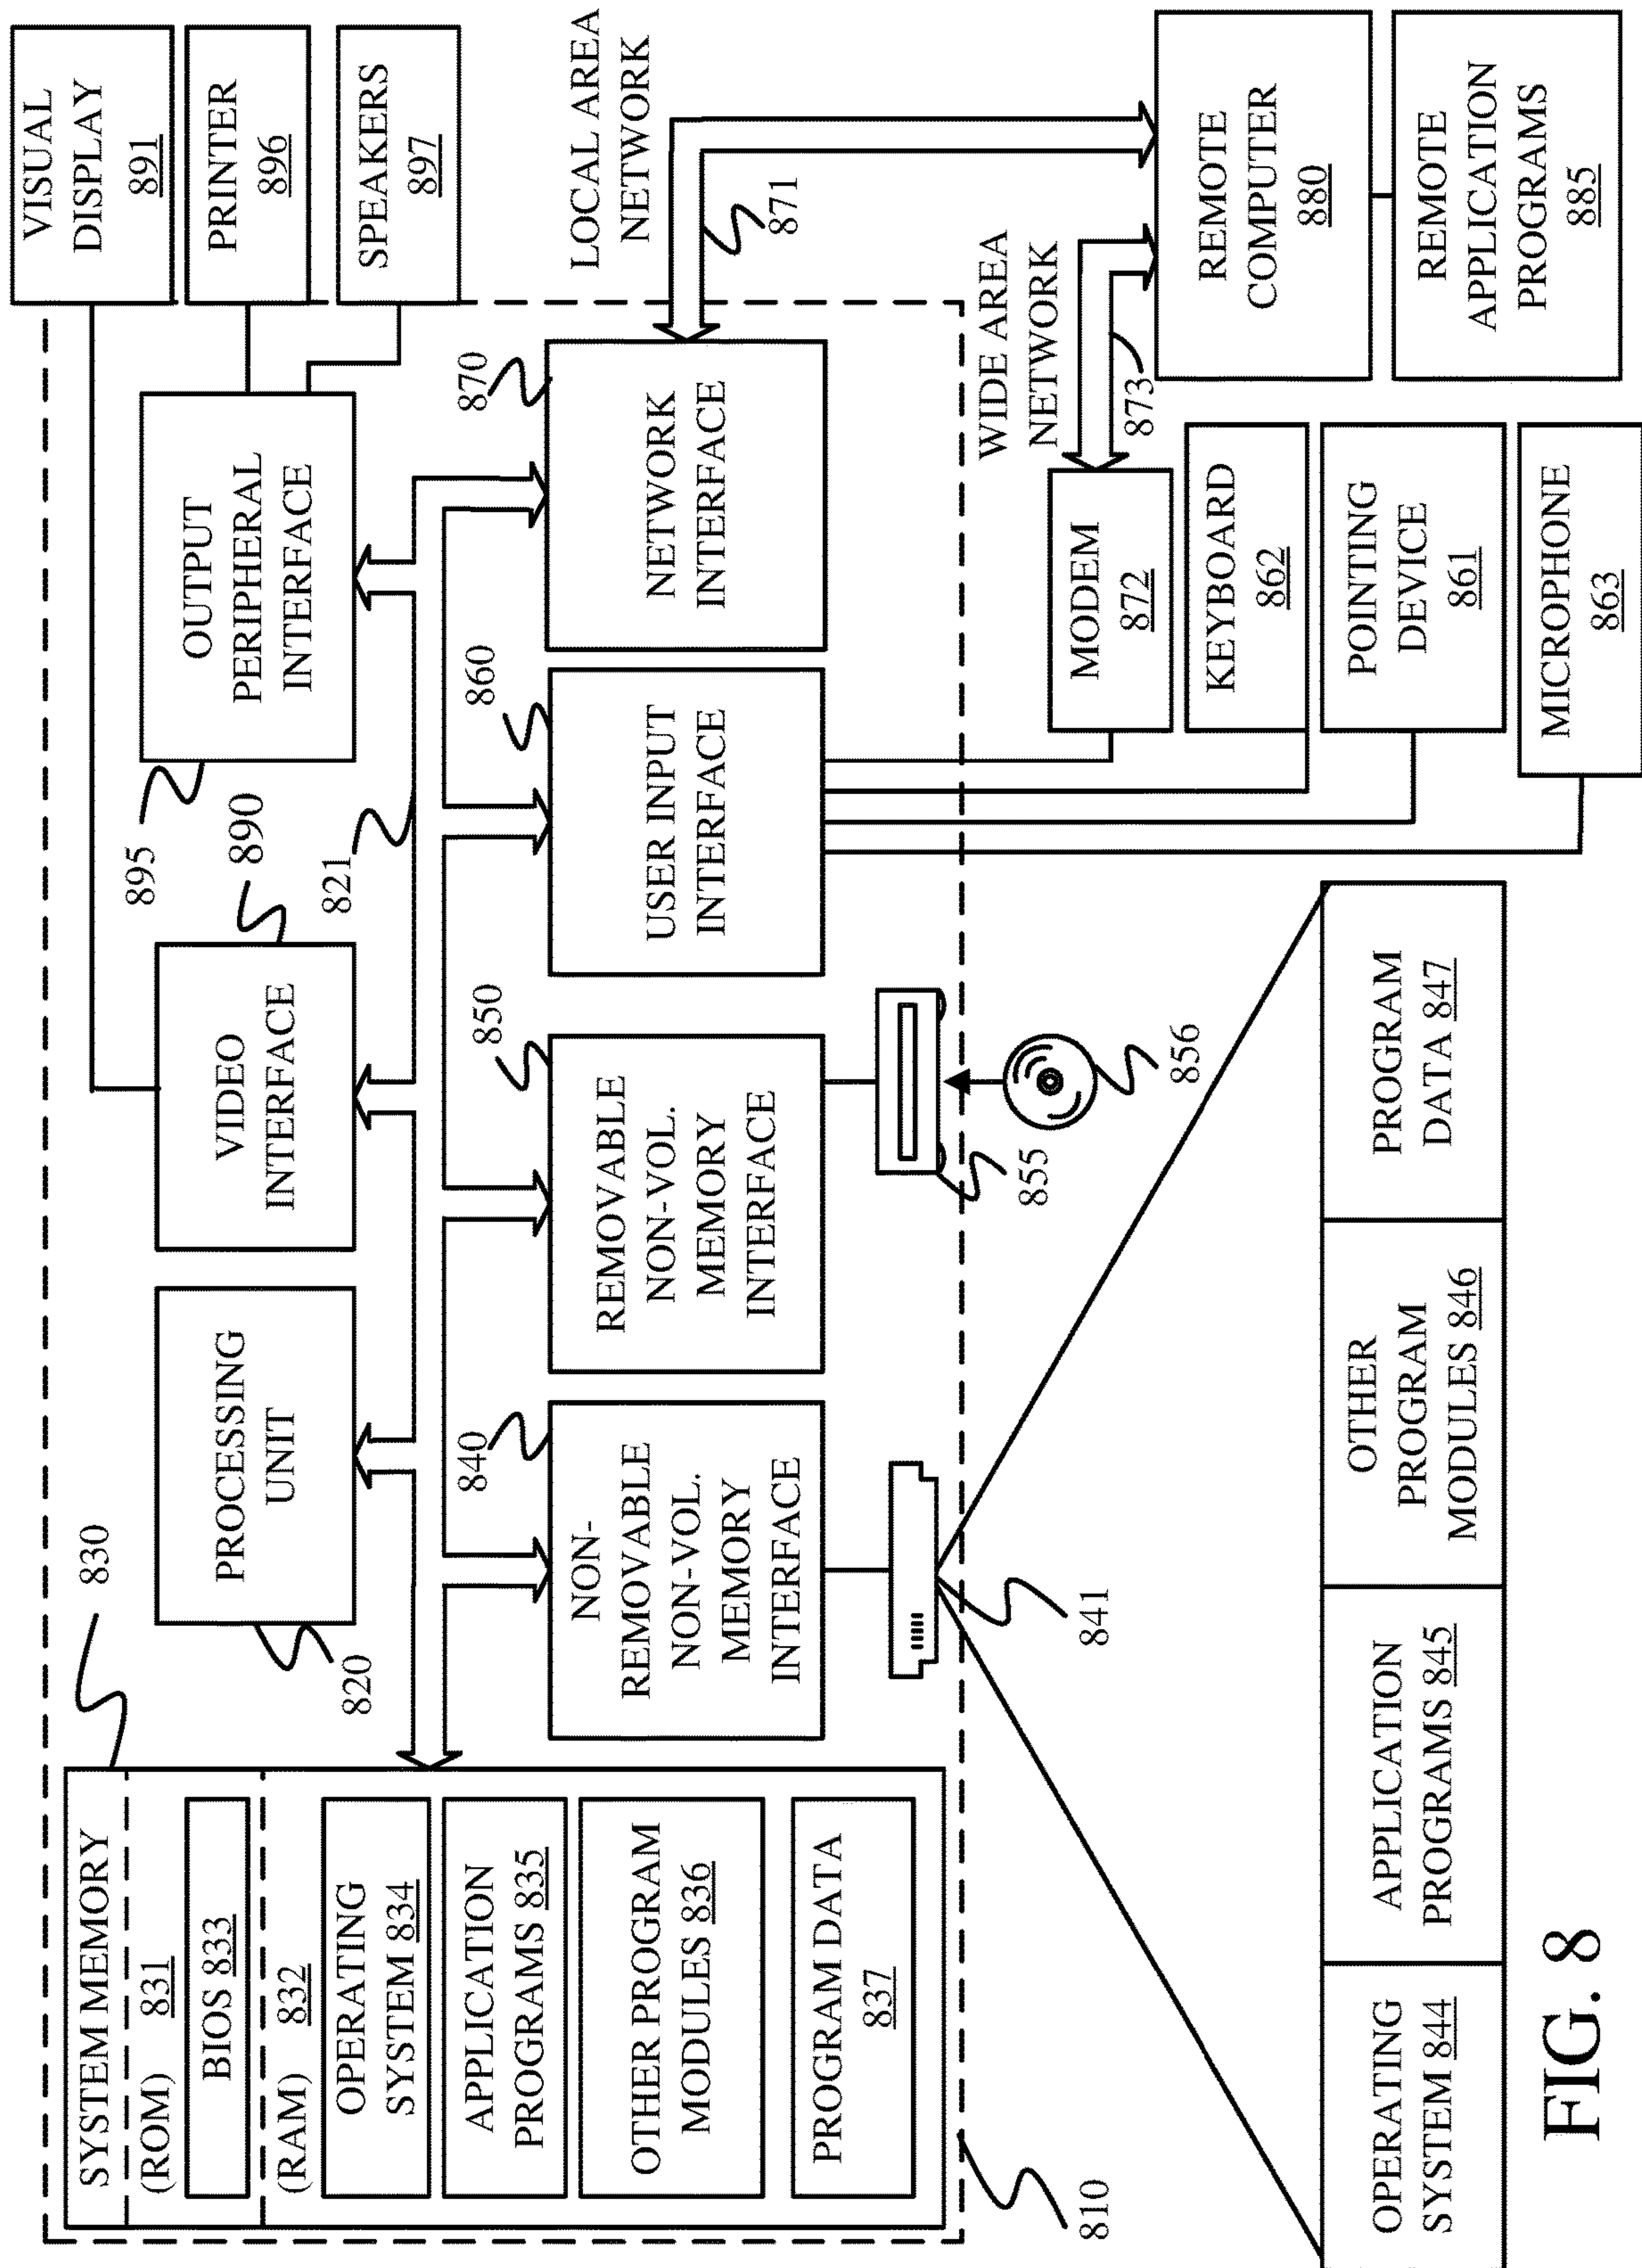 SYSTEM MEMORY
(ROM) 831
BIOS 833
(RAM) 832
OPERATING
SYSTEM 834
APPLICATION
PROGRAMS 835
OTHER PROGRAM
MODULES 836
PROGRAM DATA
837
830
820
PROCESSING
UNIT
VIDEO
INTERFACE
890
821
895
OUTPUT
PERIPHERAL
INTERFACE
VISUAL
DISPLAY
891
PRINTER
896
SPEAKERS
897
840
NON-
REMOVABLE
NON-VOL.
MEMORY
INTERFACE
850
REMOVABLE
NON-VOL.
MEMORY
INTERFACE
860
USER INPUT
INTERFACE
870
NETWORK
INTERFACE
LOCAL AREA
NETWORK
871
810
841
855
856
WIDE AREA
NETWORK
873
MODEM
872
KEYBOARD
862
POINTING
DEVICE
861
MICROPHONE
863
REMOTE
COMPUTER
880
REMOTE
APPLICATION
PROGRAMS
885
OPERATING
SYSTEM 844
APPLICATION
PROGRAMS 845
OTHER
PROGRAM
MODULES 846
PROGRAM
DATA 847
FIG. 8